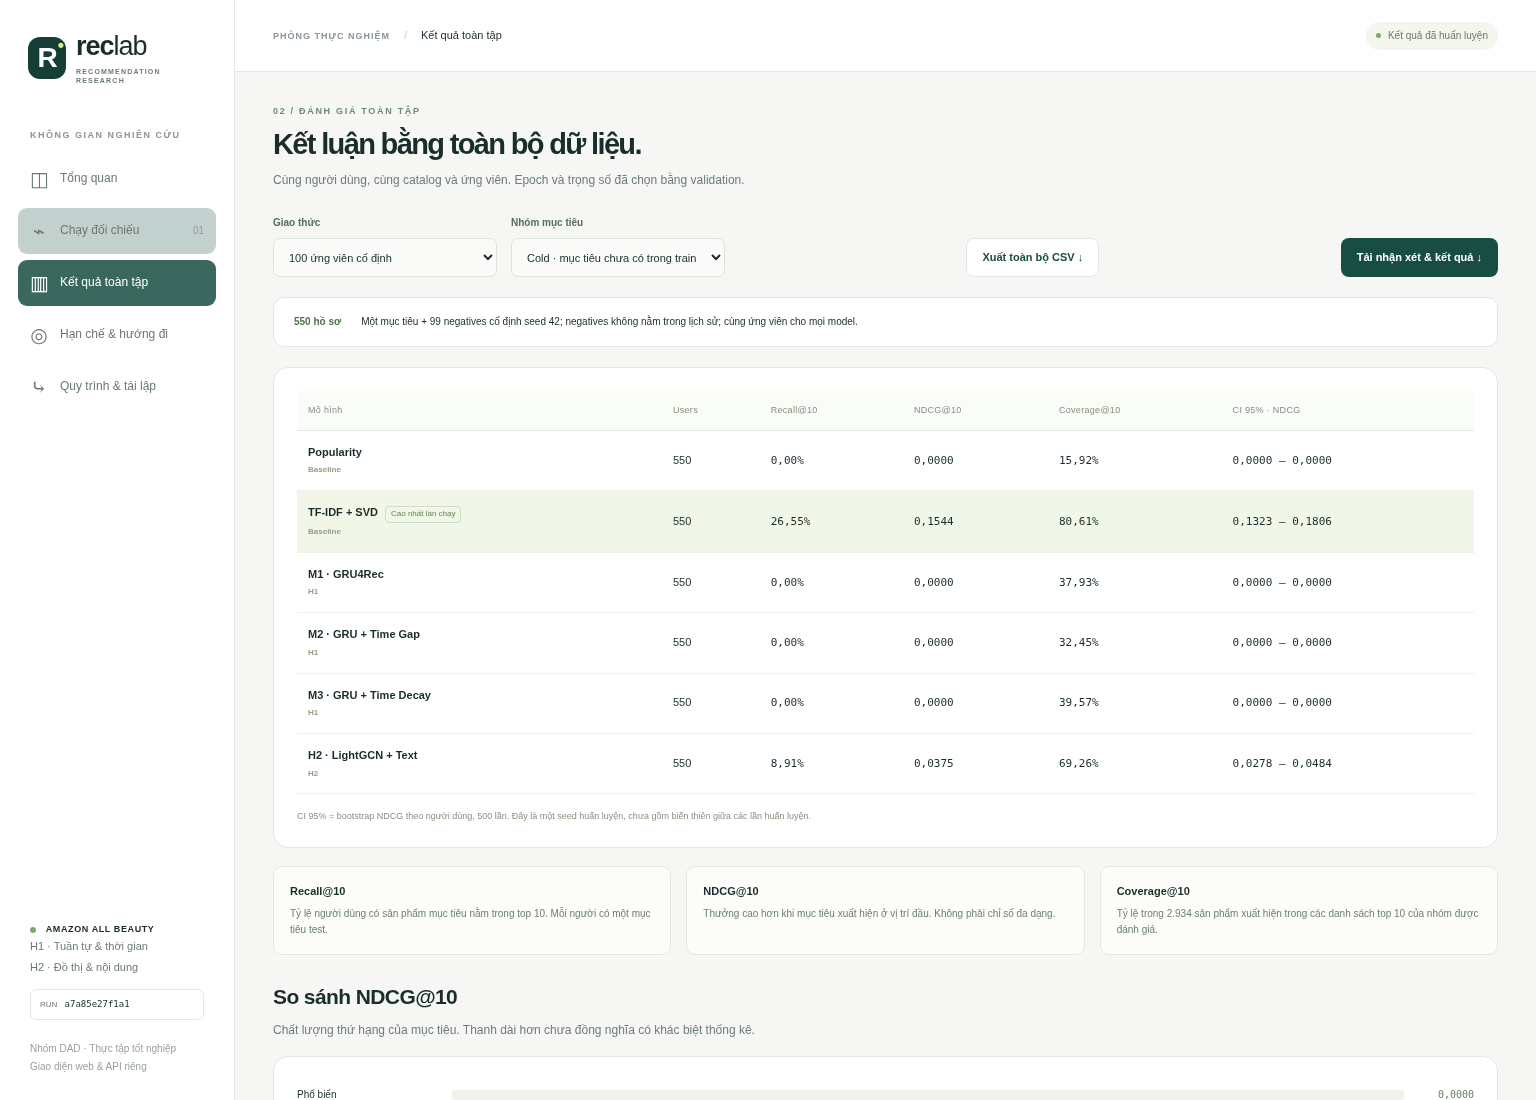 R reclab
RECOMMENDATION
RESEARCH
KHÔNG GIAN NGHIÊN CỨU
Tổng quan
Chạy đối chiếu 01
Kết quả toàn tập
Hạn chế & hướng đi
Quy trình & tái lập
AMAZON ALL BEAUTY
H1 · Tuần tự & thời gian
H2 · Đồ thị & nội dung
RUN a7a85e27f1a1
Nhóm DAD · Thực tập tốt nghiệp
Giao diện web & API riêng
PHÒNG THỰC NGHIỆM / Kết quả toàn tập
Kết quả đã huấn luyện
02 / ĐÁNH GIÁ TOÀN TẬP
Kết luận bằng toàn bộ dữ liệu.
Cùng người dùng, cùng catalog và ứng viên. Epoch và trọng số đã chọn bằng validation.
Giao thức Nhóm mục tiêu
100 ứng viên cố định Cold · mục tiêu chưa có trong train Xuất toàn bộ CSV ↓ Tải nhận xét & kết quả ↓
550 hồ sơ Một mục tiêu + 99 negatives cố định seed 42; negatives không nằm trong lịch sử; cùng ứng viên cho mọi model.
Mô hình Users Recall@10 NDCG@10 Coverage@10 CI 95% · NDCG
Popularity 550 0,00% 0,0000 15,92% 0,0000 – 0,0000
Baseline
TF-IDF + SVD Cao nhất lần chạy 550 26,55% 0,1544 80,61% 0,1323 – 0,1806
Baseline
M1 · GRU4Rec 550 0,00% 0,0000 37,93% 0,0000 – 0,0000
H1
M2 · GRU + Time Gap 550 0,00% 0,0000 32,45% 0,0000 – 0,0000
H1
M3 · GRU + Time Decay 550 0,00% 0,0000 39,57% 0,0000 – 0,0000
H1
H2 · LightGCN + Text 550 8,91% 0,0375 69,26% 0,0278 – 0,0484
H2
CI 95% = bootstrap NDCG theo người dùng, 500 lần. Đây là một seed huấn luyện, chưa gồm biến thiên giữa các lần huấn luyện.
Recall@10
Tỷ lệ người dùng có sản phẩm mục tiêu nằm trong top 10. Mỗi người có một mục
tiêu test.
NDCG@10
Thưởng cao hơn khi mục tiêu xuất hiện ở vị trí đầu. Không phải chỉ số đa dạng.
Coverage@10
Tỷ lệ trong 2.934 sản phẩm xuất hiện trong các danh sách top 10 của nhóm được
đánh giá.
So sánh NDCG@10
Chất lượng thứ hạng của mục tiêu. Thanh dài hơn chưa đồng nghĩa có khác biệt thống kê.
Phổ biến 0,0000